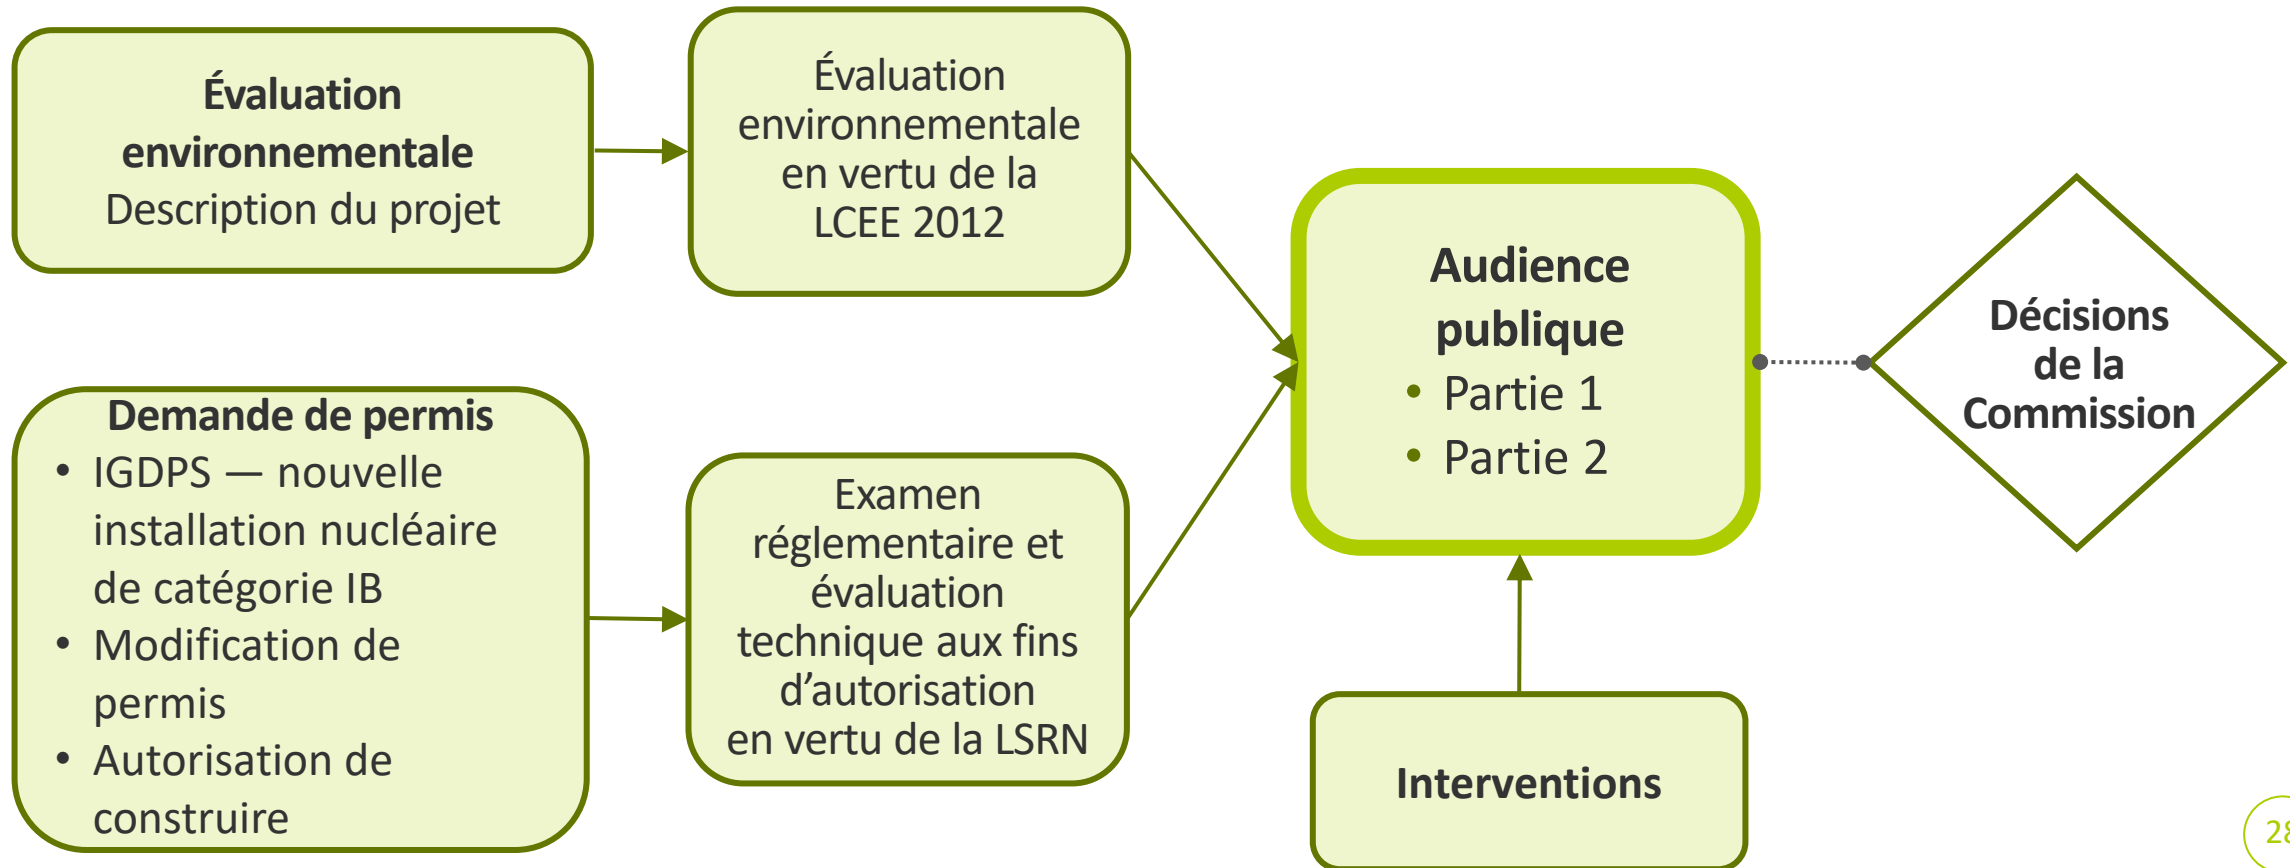 Évaluation
environnementale
Description du projet
Évaluation
environnementale
en vertu de la
LCEE 2012
Demande de permis
• IGDPS — nouvelle
installation nucléaire
de catégorie IB
• Modification de
permis
• Autorisation de
construire
Examen
réglementaire et
évaluation
technique aux fins
d’autorisation
en vertu de la LSRN
Audience
publique
• Partie 1
• Partie 2
Interventions
Décisions
de la
Commission
28